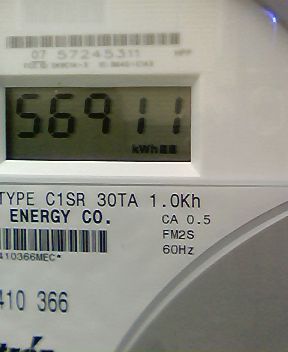 07 57245311
56911
kWh
TYPE C1SR 30TA 1.0Kh
ENERGY CO. CA 0.5
FM2S
410366MEC* 60Hz
410 366